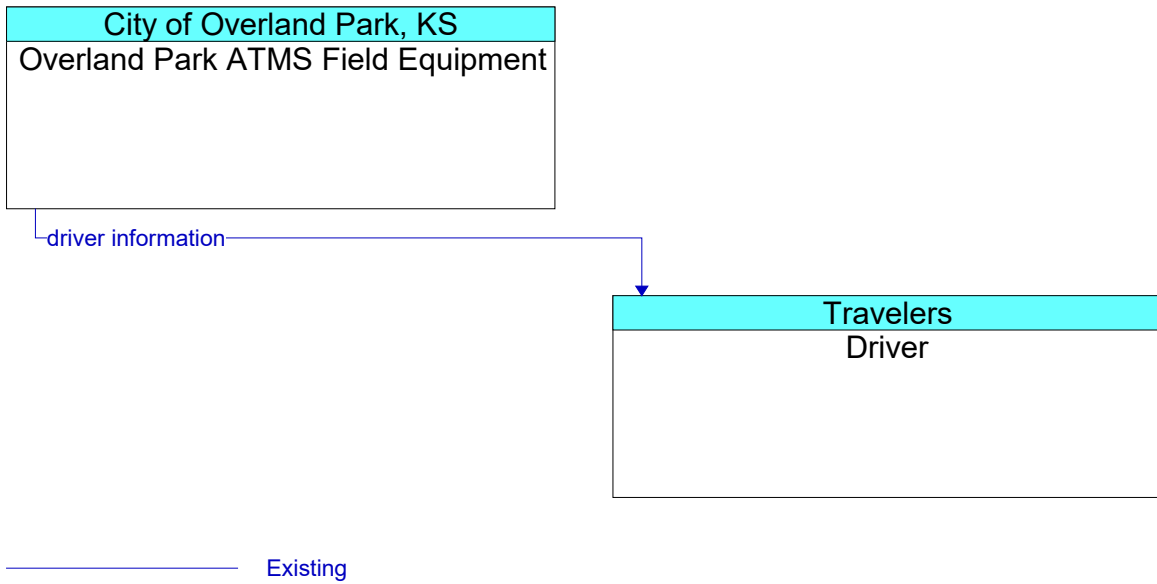 City of Overland Park, KS
Overland Park ATMS Field Equipment
driver information
Travelers
Driver
Existing